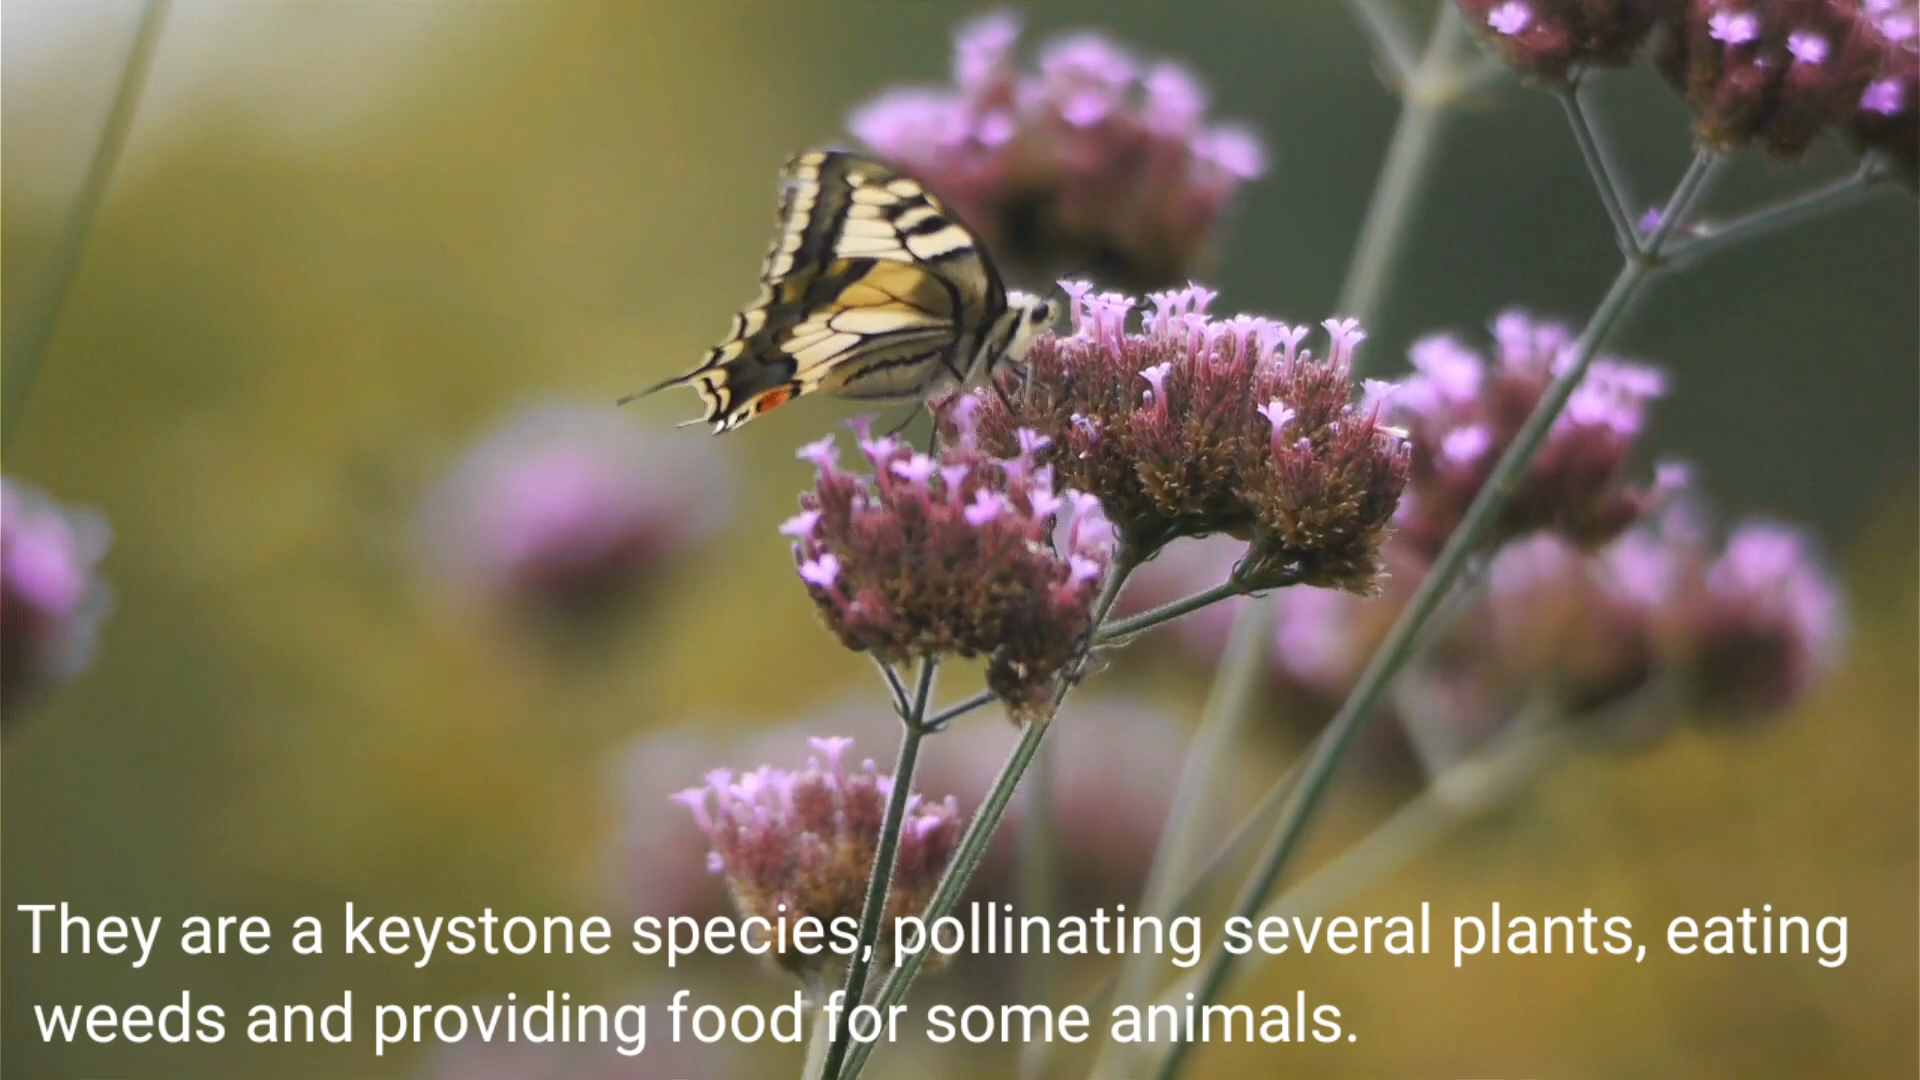 They are a keystone species, pollinating several plants, eating
weeds and providing food for some animals.